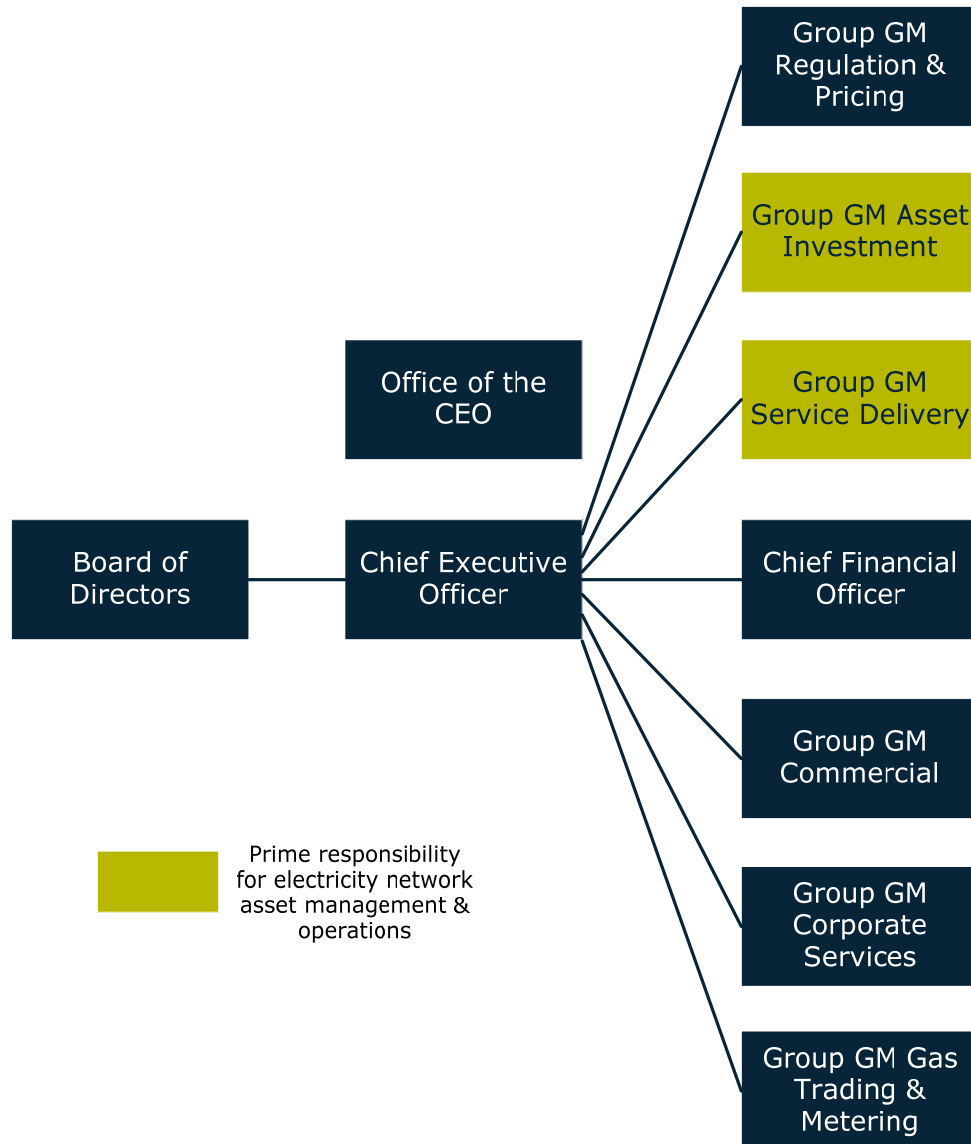 Group GM
Regulation &
Pricing
Group GM Asset
Investment
Office of the
CEO
Group GM
Service Delivery
Board of
Directors
Chief Executive
Officer
Chief Financial
Officer
Group GM
Commercial
Prime responsibility
for electricity network
asset management &
operations
Group GM
Corporate
Services
Group GM Gas
Trading &
Metering